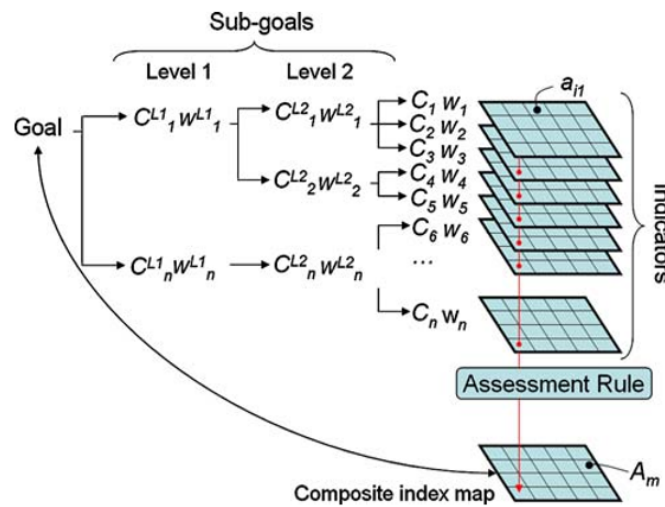 Sub-goals
Level 1 Level 2
Goal
C^L1_1 w^L1_1
C^L2_1 w^L2_1
C_1 w_1
C_2 w_2
C_3 w_3
C^L2_2 w^L2_2
C_4 w_4
C_5 w_5
C^L1_n w^L1_n
C^L2_n w^L2_n
C_6 w_6
...
C_n w_n
a_i1
Indicators
Assessment Rule
Composite index map
A_m